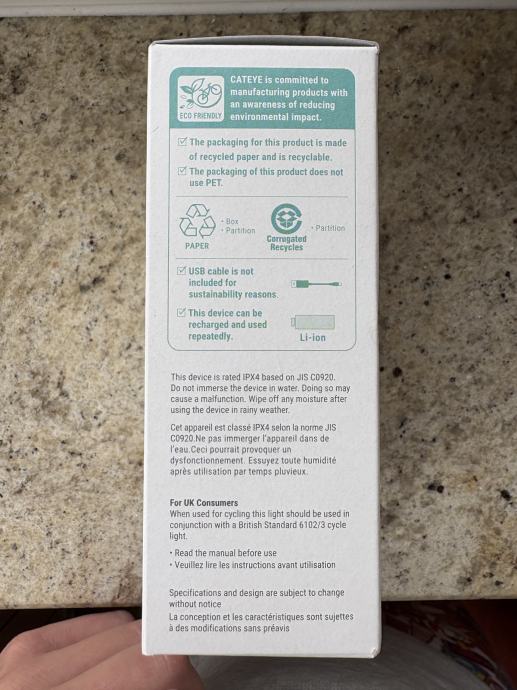 CATEYE is committed to
manufacturing products with
an awareness of reducing
environmental impact.
ECO FRIENDLY
The packaging for this product is made
of recycled paper and is recyclable.
The packaging of this product does not
use PET.
PAPER
• Box
• Partition
Corrugated
Recycles
• Partition
USB cable is not
included for
sustainability reasons.
This device can be
recharged and used
repeatedly.
Li-ion
This device is rated IPX4 based on JIS C0920.
Do not immerse the device in water. Doing so may
cause a malfunction. Wipe off any moisture after
using the device in rainy weather.
Cet appareil est classé IPX4 selon la norme JIS
C0920.Ne pas immerger l'appareil dans de
l'eau.Ceci pourrait provoquer un
dysfonctionnement. Essuyez toute humidité
après utilisation par temps pluvieux.
For UK Consumers
When used for cycling this light should be used in
conjunction with a British Standard 6102/3 cycle
light.
• Read the manual before use
• Veuillez lire les instructions avant utilisation
Specifications and design are subject to change
without notice
La conception et les caractéristiques sont sujettes
à des modifications sans préavis